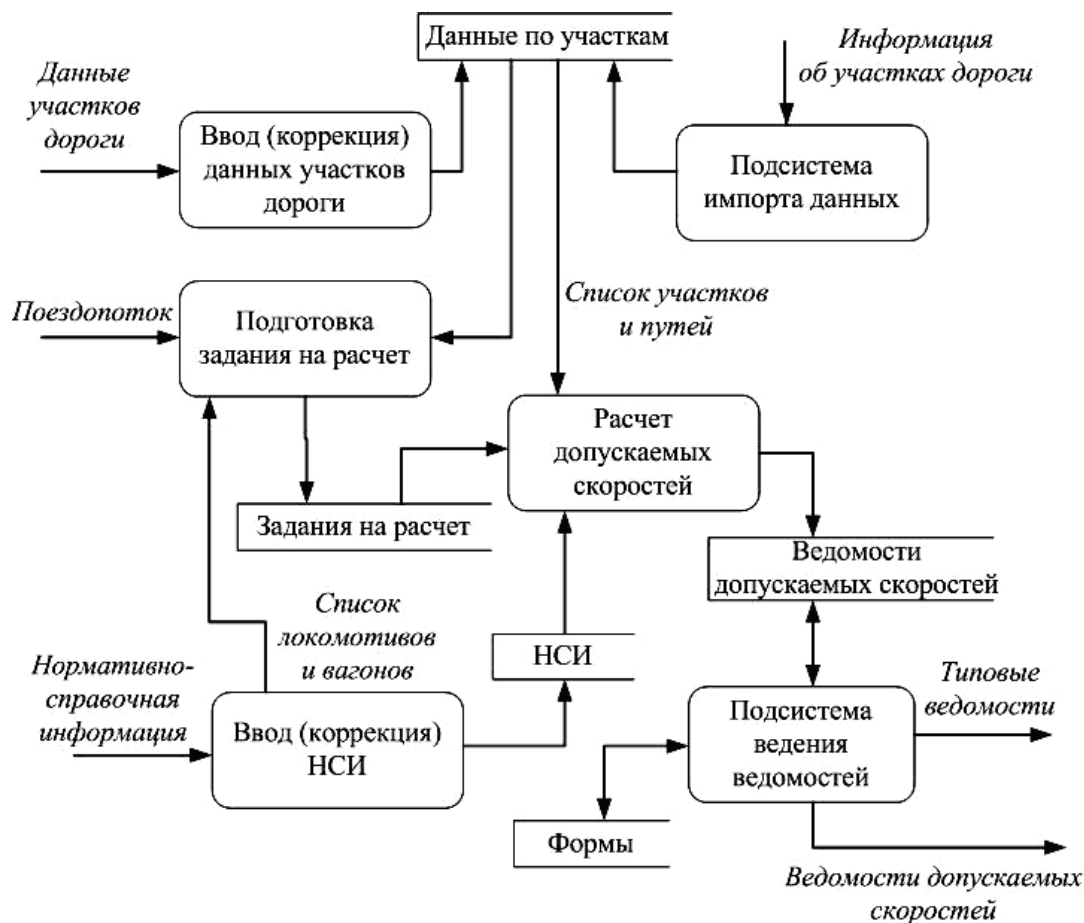 Данные по участкам
Информация
об участках дороги
Данные
участков
дороги
Ввод (коррекция)
данных участков
дороги
Подсистема
импорта данных
Поездопоток
Подготовка
задания на расчет
Список участков
и путей
Расчет
допускаемых
скоростей
Задания на расчет
Ведомости
допускаемых скоростей
Список
локомотивов
и вагонов
НСИ
Нормативно-
справочная
информация
Ввод (коррекция)
НСИ
Подсистема
ведения
ведомостей
Типовые
ведомости
Формы
Ведомости допускаемых
скоростей